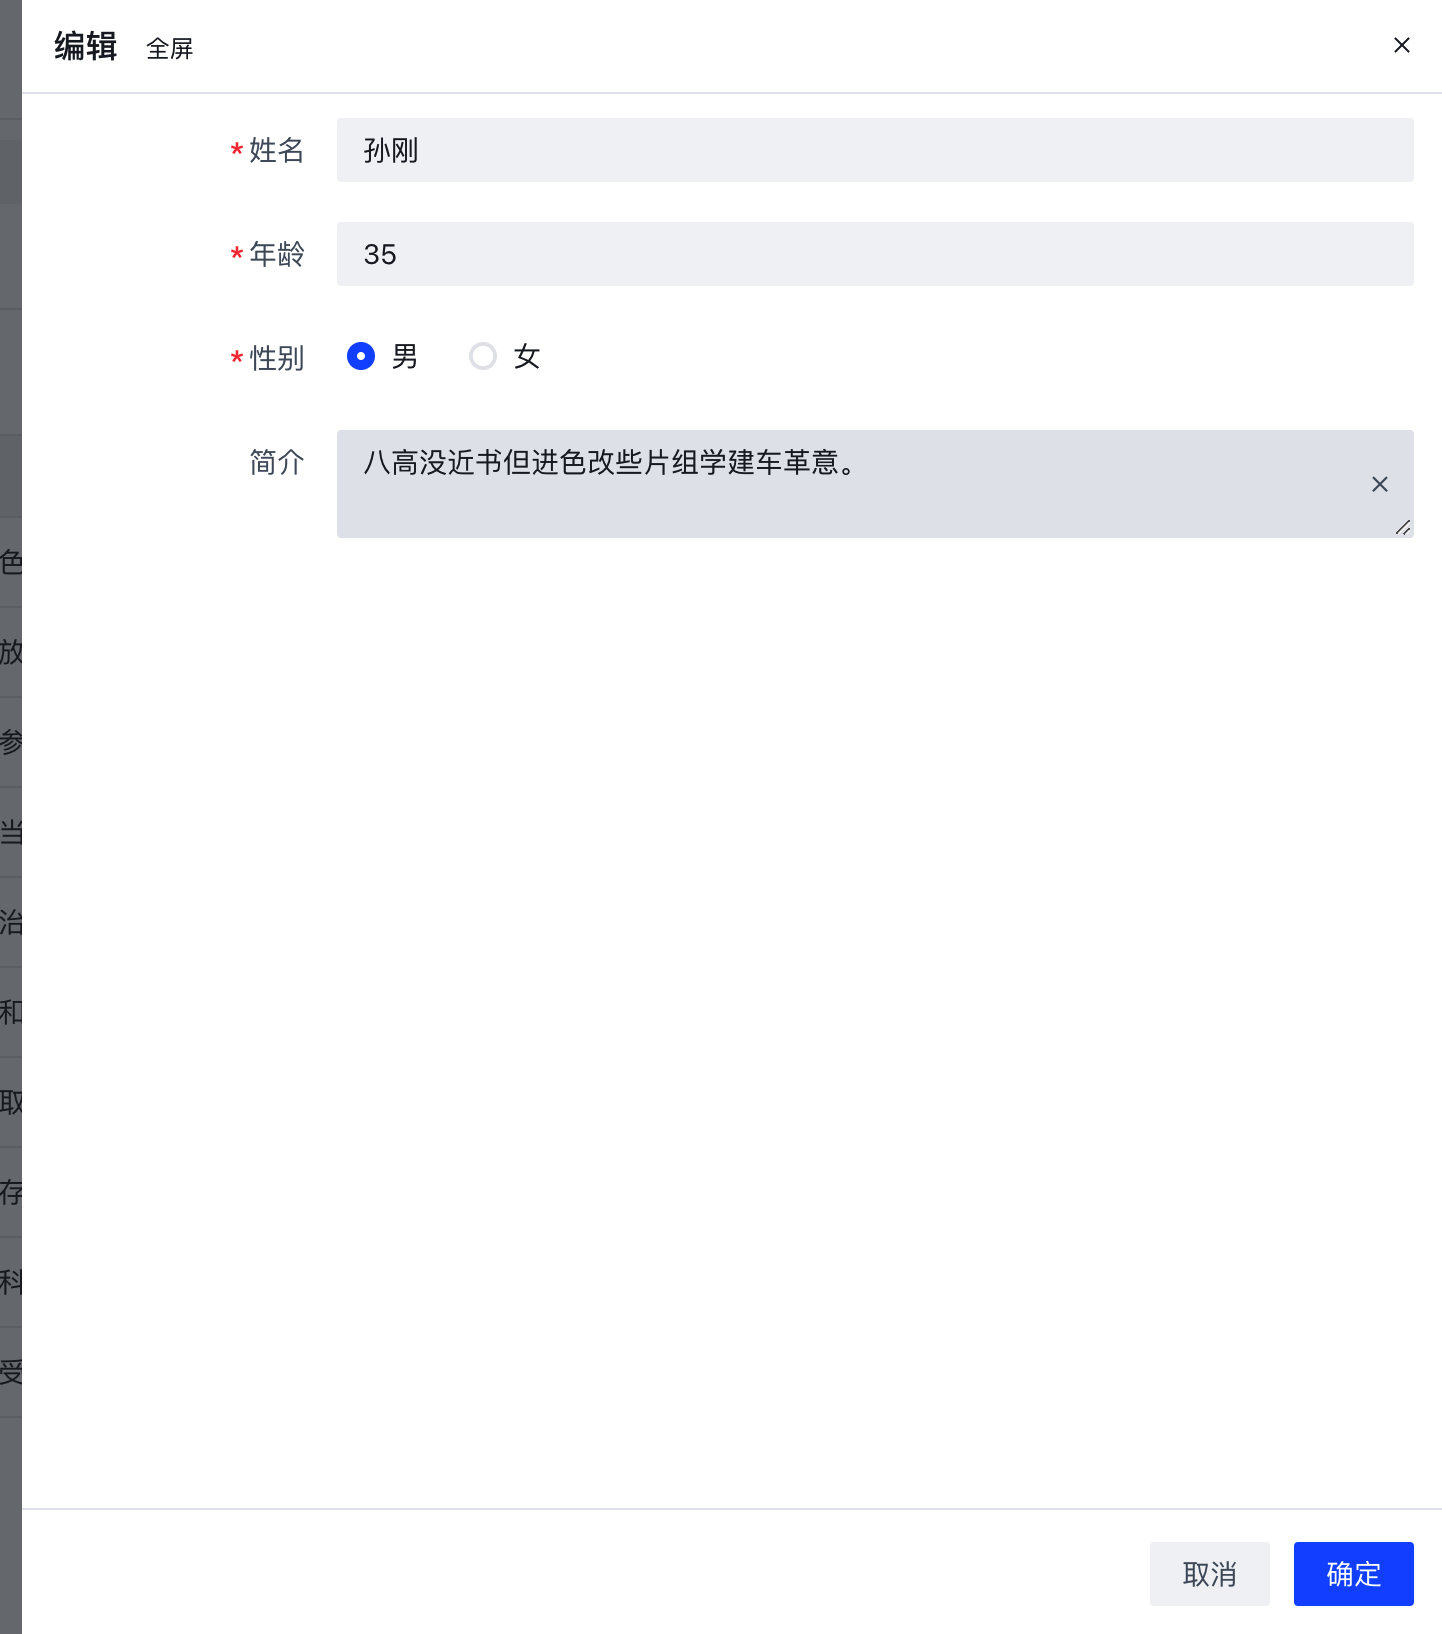 编辑 全屏
* 姓名 孙刚
* 年龄 35
* 性别 男 女
简介 八高没近书但进色改些片组学建车革意。
色
放
参
当
治
和
取
存
科
受
取消 确定